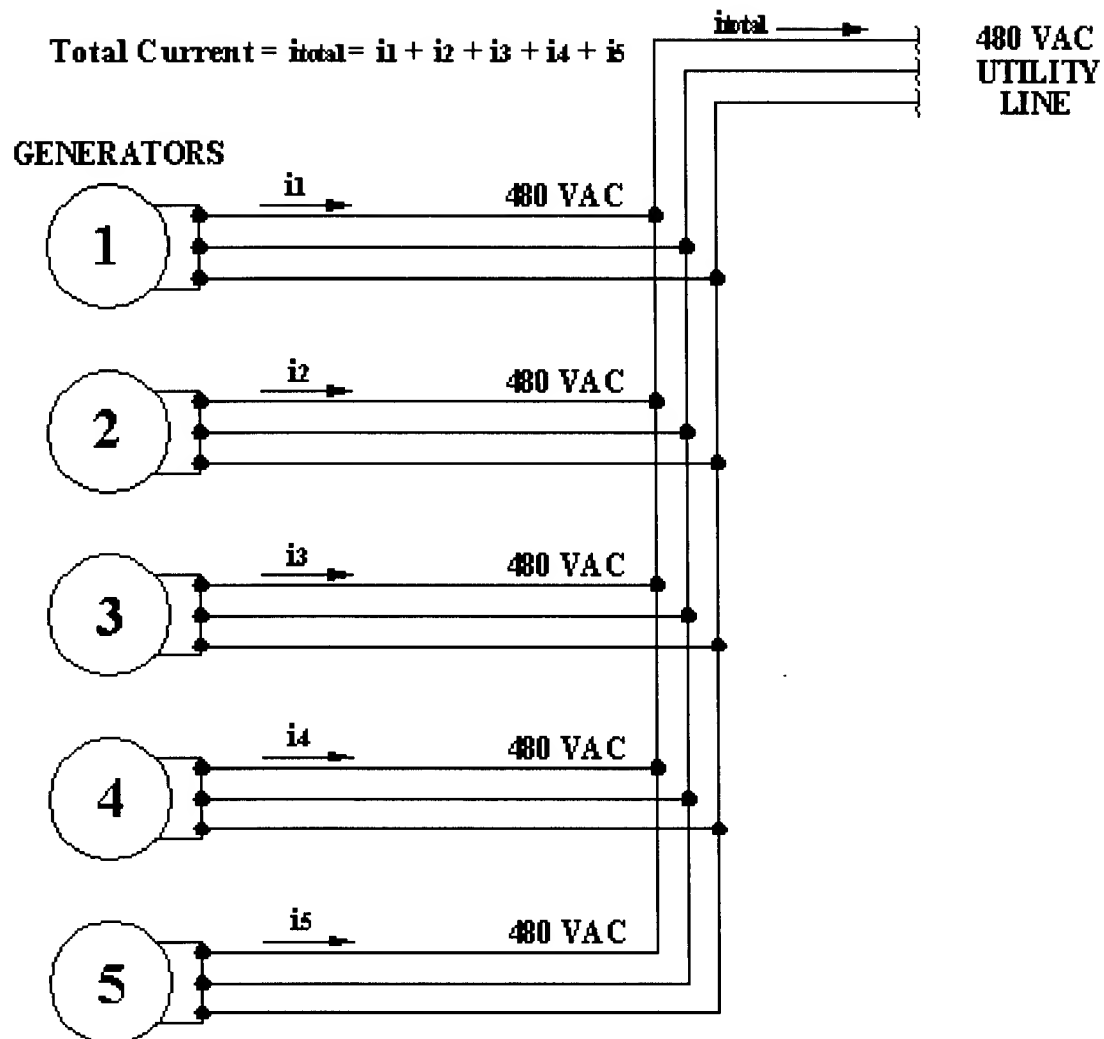 itotal
Total Current = itotal= i1 + i2 + i3 + i4 + i5
480 VAC
UTILITY
LINE
GENERATORS
i1
480 VAC
1
i2
480 VAC
2
i3
480 VAC
3
i4
480 VAC
4
i5
480 VAC
5